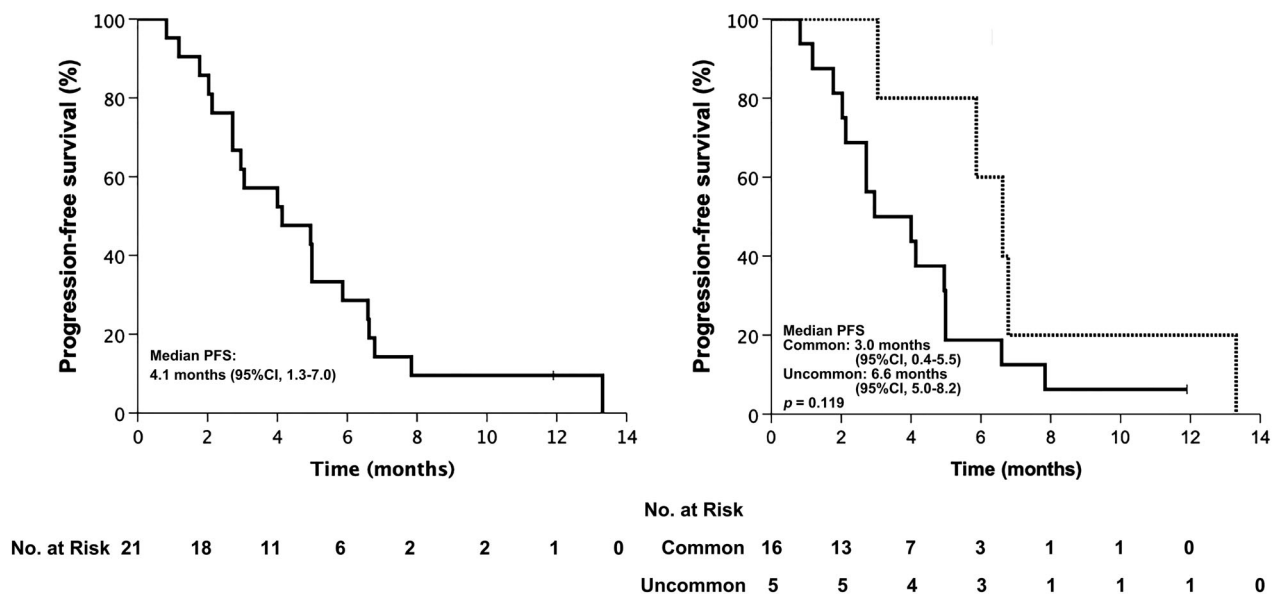 Progression-free survival (%)
100
80
60
40
20
0
Median PFS:
4.1 months (95%CI, 1.3-7.0)
0 2 4 6 8 10 12 14
Time (months)
No. at Risk 21 18 11 6 2 2 1 0
Progression-free survival (%)
100
80
60
40
20
0
Median PFS
Common: 3.0 months
(95%CI, 0.4-5.5)
Uncommon: 6.6 months
(95%CI, 5.0-8.2)
p = 0.119
0 2 4 6 8 10 12 14
Time (months)
No. at Risk
Common 16 13 7 3 1 1 0
Uncommon 5 5 4 3 1 1 1 0